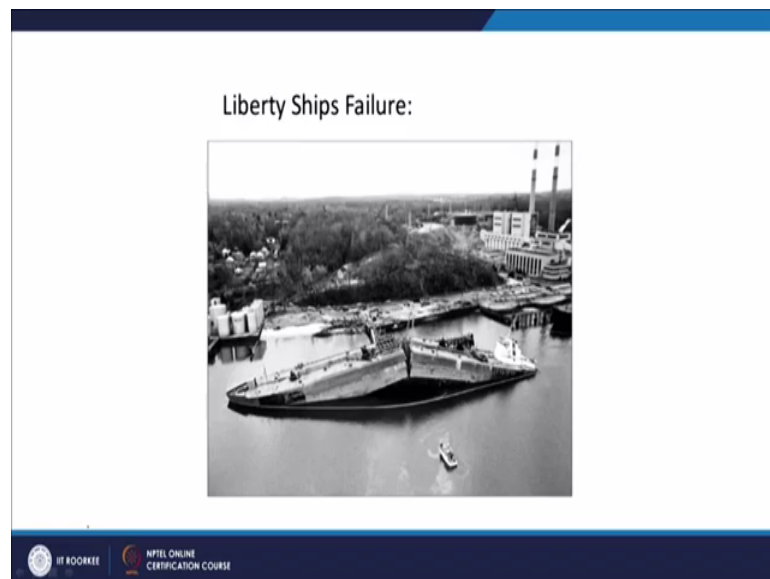 Liberty Ships Failure:
IIT ROORKEE
NPTEL ONLINE
CERTIFICATION COURSE